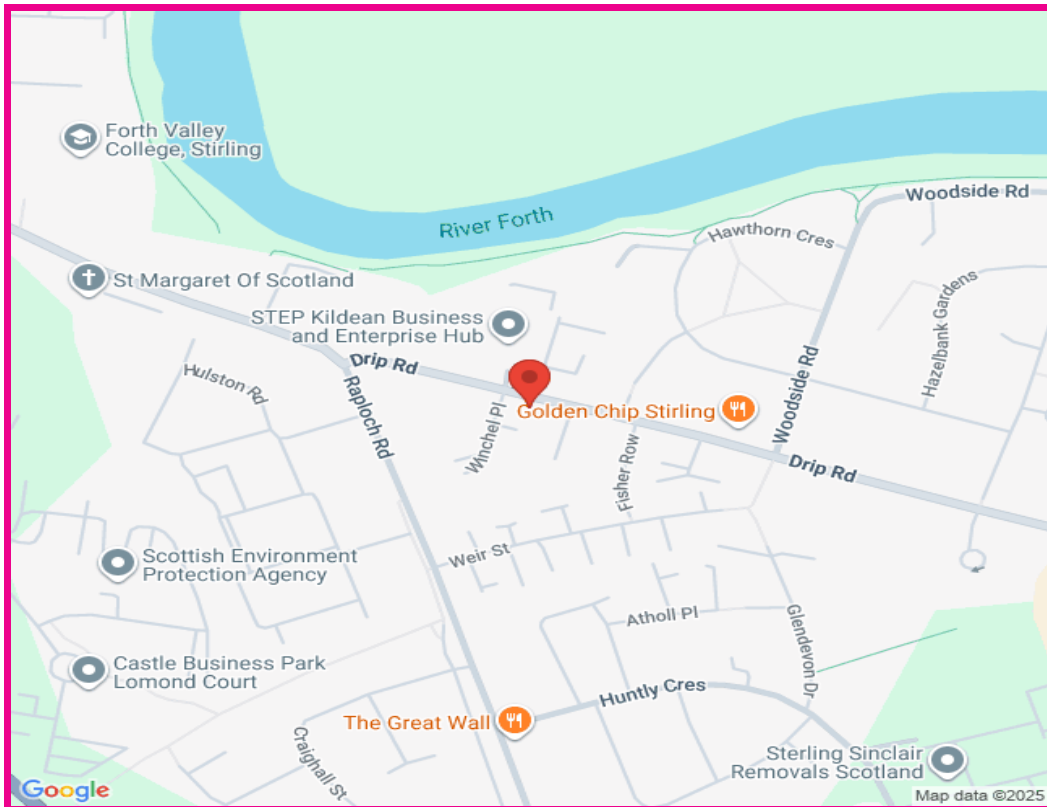 Forth Valley
College, Stirling
River Forth
Woodside Rd
Hawthorn Cres
St Margaret Of Scotland
Hazelbank Gardens
STEP Kildean Business
and Enterprise Hub
Drip Rd
Hulston Rd
Raploch Rd
Woodside Rd
Winchel Pl
Golden Chip Stirling
Fisher Row
Drip Rd
Weir St
Scottish Environment
Protection Agency
Atholl Pl
Glendevon Dr
Castle Business Park
Lomond Court
Huntly Cres
The Great Wall
Craighall St
Sterling Sinclair
Removals Scotland
Google
Map data ©2025